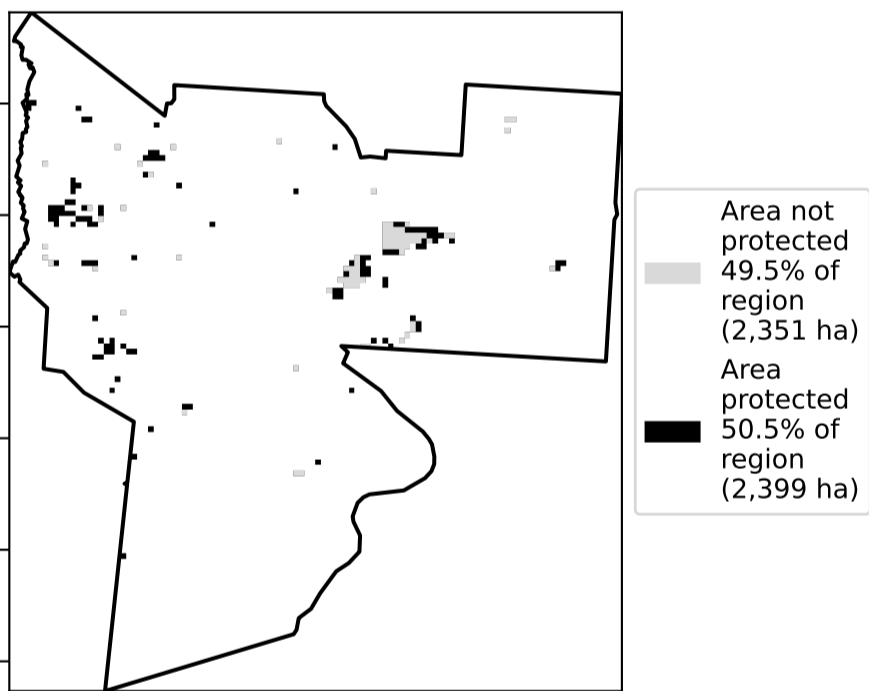 Area not
protected
49.5% of
region
(2,351 ha)
Area
protected
50.5% of
region
(2,399 ha)